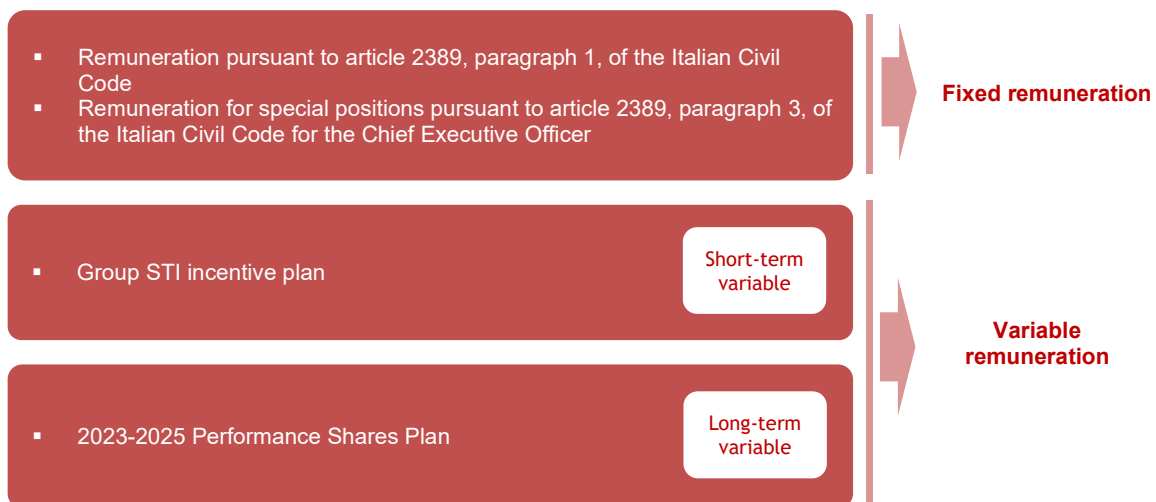 ▪ Remuneration pursuant to article 2389, paragraph 1, of the Italian Civil
Code
▪ Remuneration for special positions pursuant to article 2389, paragraph 3, of
the Italian Civil Code for the Chief Executive Officer
Fixed remuneration
▪ Group STI incentive plan
Short-term
variable
Variable
remuneration
▪ 2023-2025 Performance Shares Plan
Long-term
variable